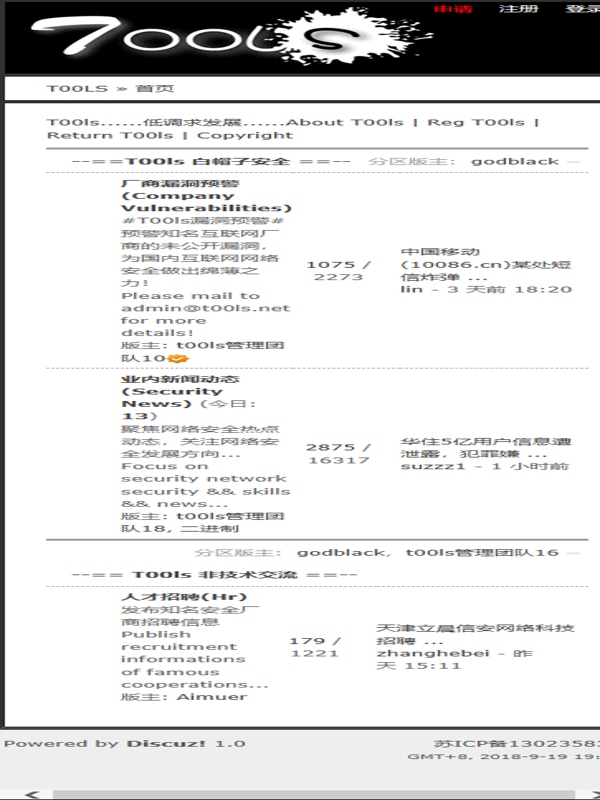 申请 注册 登录
TOOLS
T00LS » 首页
T00ls......低调求发展......About T00ls | Reg T00ls |
Return T00ls | Copyright
--==T00ls 白帽子安全 ==-- 分区版主: godblack
厂商漏洞预警
(Company
Vulnerabilities)
#T00ls漏洞预警#
预警知名互联网厂
商的未公开漏洞,
为国内互联网网络
安全做出绵薄之
力!
Please mail to
admin@t00ls.net
for more
details!
版主: t00ls管理团
队10
1075 /
2273
中国移动
(10086.cn)某处短
信炸弹 ...
lin - 3 天前 18:20
业内新闻动态
(Security
News) (今日:
13)
聚焦网络安全热点
动态, 关注网络安
全发展方向...
Focus on
security network
security && skills
&& news...
版主: t00ls管理团
队18, 二进制
2875 /
16317
华住5亿用户信息遭
泄露, 犯罪嫌 ...
suzzz1 - 1 小时前
分区版主: godblack, t00ls管理团队16
--== T00ls 非技术交流 ==--
人才招聘(Hr)
发布知名安全厂
商招聘信息
Publish
recruitment
informations
of famous
cooperations...
版主: Aimuer
179 /
1221
天津立晨信安网络科技
招聘 ...
zhanghebei - 昨
天 15:11
Powered by Discuz! 1.0
苏ICP备1302358
GMT+8, 2018-9-19 19: